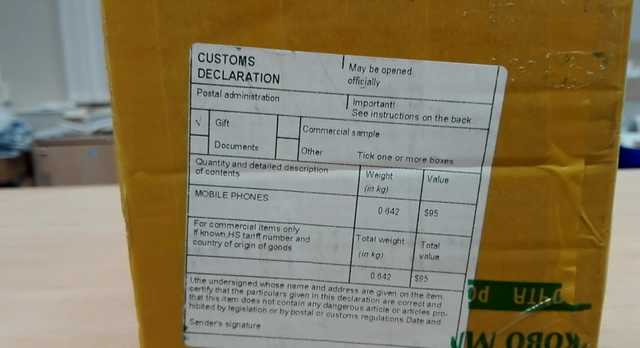 CUSTOMS
DECLARATION
May be opened
officially
Postal administration
Important!
See instructions on the back
√ Gift
Commercial sample
Documents
Other
Tick one or more boxes
Quantity and detailed description
of contents
Weight
(in kg)
Value
MOBILE PHONES
0.642
$95
For commercial items only
If known,HS tariff number and
country of origin of goods
Total weight
(in kg)
Total
value
0.642
$95
I,the undersigned,whose name and address are given on the item
certify that the particulars given in this declaration are correct and
that this item does not contain any dangerous article or articles pro-
hibited by legislation or by postal or customs regulations Date and
Sender's signature